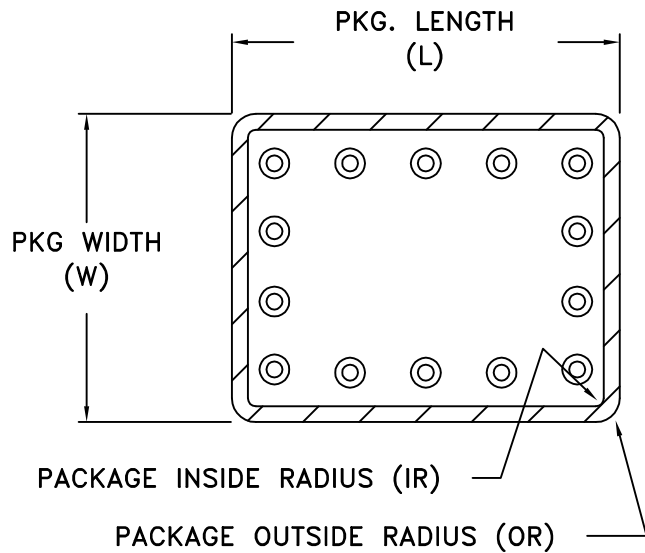 PKG. LENGTH
(L)
PKG WIDTH
(W)
PACKAGE INSIDE RADIUS (IR)
PACKAGE OUTSIDE RADIUS (OR)